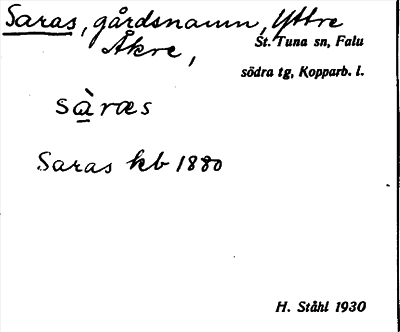 Saras, gårdsnamn, Yttre
Åkre,
St. Tuna sn, Falu
södra tg, Kopparb. l.
sàræs
Saras kb 1880
H. Ståhl 1930